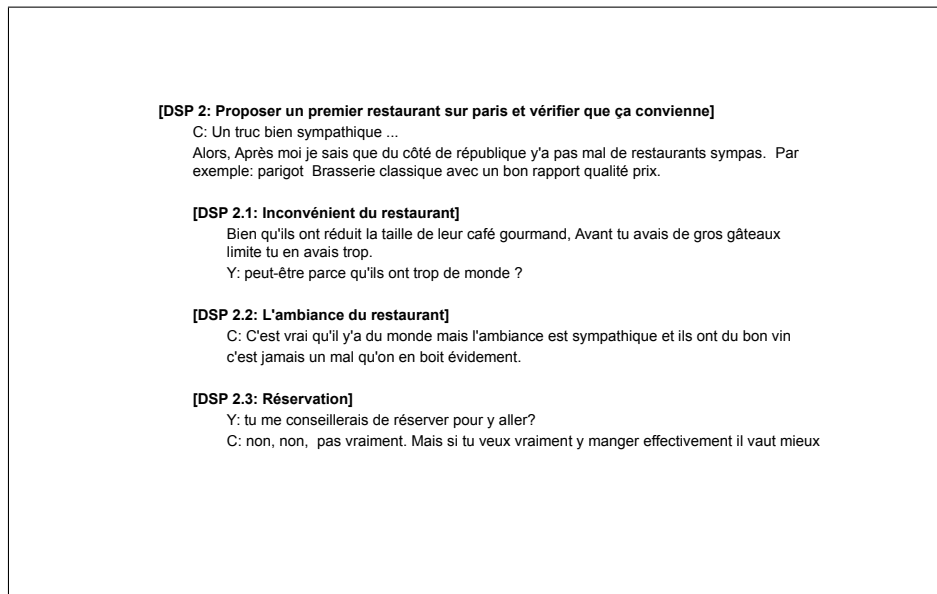 [DSP 2: Proposer un premier restaurant sur paris et vérifier que ça convienne]
C: Un truc bien sympathique ...
Alors, Après moi je sais que du côté de république y'a pas mal de restaurants sympas.  Par
exemple: parigot  Brasserie classique avec un bon rapport qualité prix.
[DSP 2.1: Inconvénient du restaurant]
Bien qu'ils ont réduit la taille de leur café gourmand, Avant tu avais de gros gâteaux
limite tu en avais trop.
Y: peut-être parce qu'ils ont trop de monde ?
[DSP 2.2: L'ambiance du restaurant]
C: C'est vrai qu'il y'a du monde mais l'ambiance est sympathique et ils ont du bon vin
c'est jamais un mal qu'on en boit évidement.
[DSP 2.3: Réservation]
Y: tu me conseillerais de réserver pour y aller?
C: non, non,  pas vraiment. Mais si tu veux vraiment y manger effectivement il vaut mieux